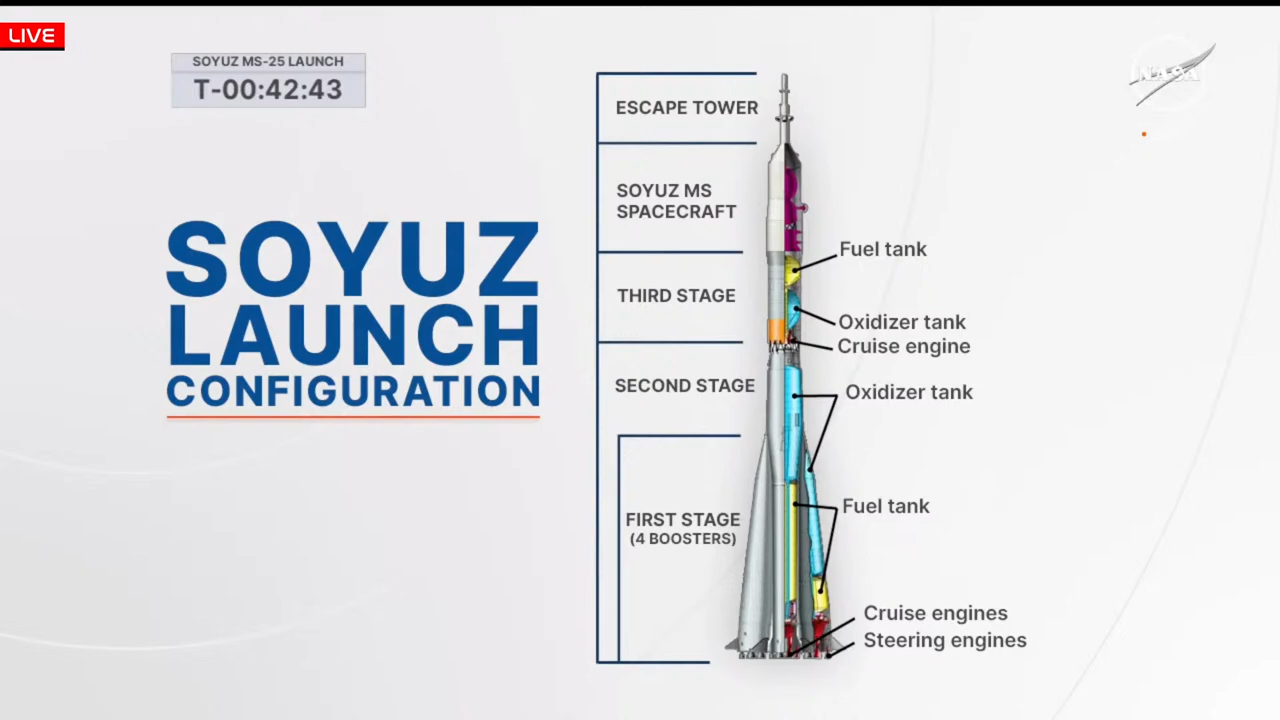 LIVE
SOYUZ MS-25 LAUNCH
T-00:42:43
NASA
SOYUZ
LAUNCH
CONFIGURATION
ESCAPE TOWER
SOYUZ MS
SPACECRAFT
THIRD STAGE
SECOND STAGE
FIRST STAGE
(4 BOOSTERS)
Fuel tank
Oxidizer tank
Cruise engine
Oxidizer tank
Fuel tank
Cruise engines
Steering engines